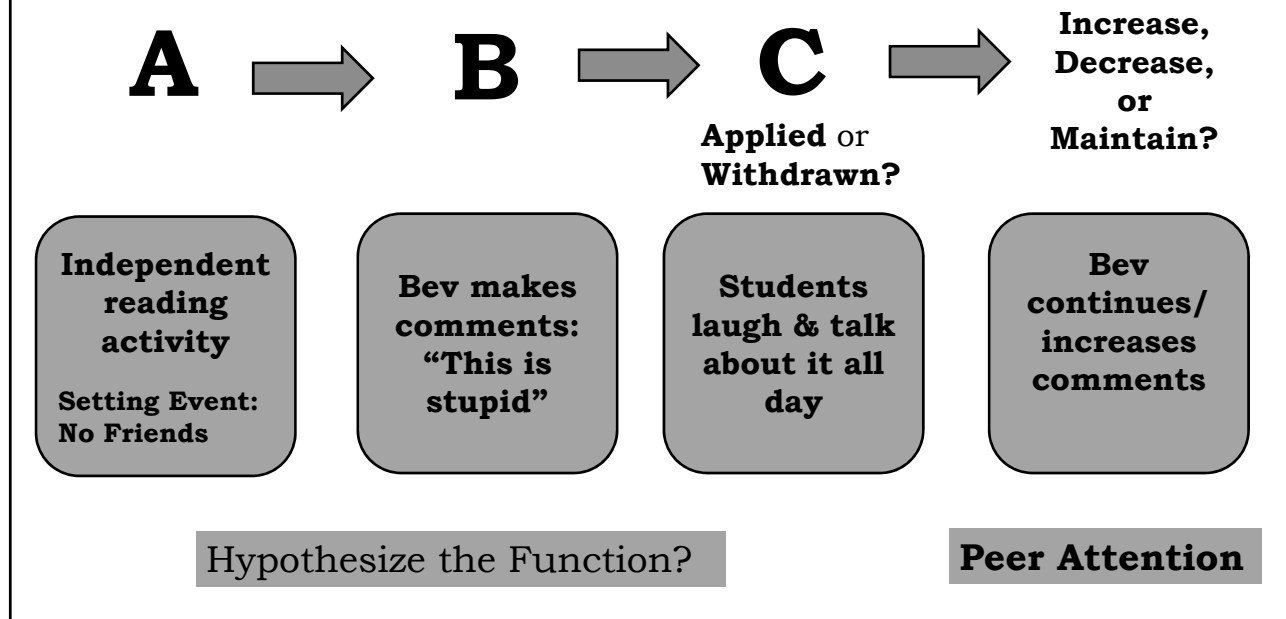 A
B
C
Increase,
Decrease,
or
Maintain?
Applied or
Withdrawn?
Independent
reading
activity
Setting Event:
No Friends
Bev makes
comments:
“This is
stupid”
Students
laugh & talk
about it all
day
Bev
continues/
increases
comments
Hypothesize the Function?
Peer Attention